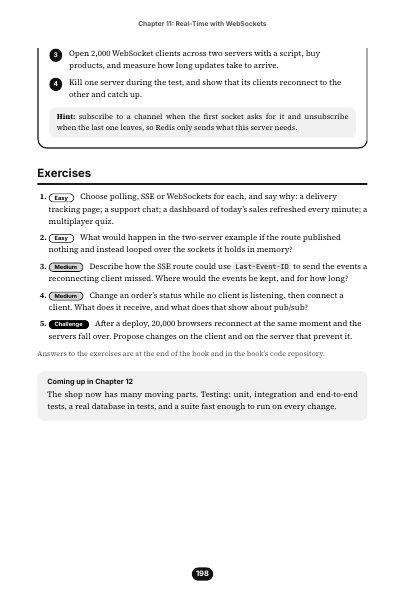 Chapter 11: Real-Time with WebSockets
3 Open 2,000 WebSocket clients across two servers with a script, buy
products, and measure how long updates take to arrive.
4 Kill one server during the test, and show that its clients reconnect to the
other and catch up.
Hint: subscribe to a channel when the first socket asks for it and unsubscribe
when the last one leaves, so Redis only sends what this server needs.
Exercises
1. Easy Choose polling, SSE or WebSockets for each, and say why: a delivery
tracking page; a support chat; a dashboard of today's sales refreshed every minute; a
multiplayer quiz.
2. Easy What would happen in the two-server example if the route published
nothing and instead looped over the sockets it holds in memory?
3. Medium Describe how the SSE route could use Last-Event-ID to send the events a
reconnecting client missed. Where would the events be kept, and for how long?
4. Medium Change an order's status while no client is listening, then connect a
client. What does it receive, and what does that show about pub/sub?
5. Challenge After a deploy, 20,000 browsers reconnect at the same moment and the
servers fall over. Propose changes on the client and on the server that prevent it.
Answers to the exercises are at the end of the book and in the book's code repository.
Coming up in Chapter 12
The shop now has many moving parts. Testing: unit, integration and end-to-end
tests, a real database in tests, and a suite fast enough to run on every change.
198